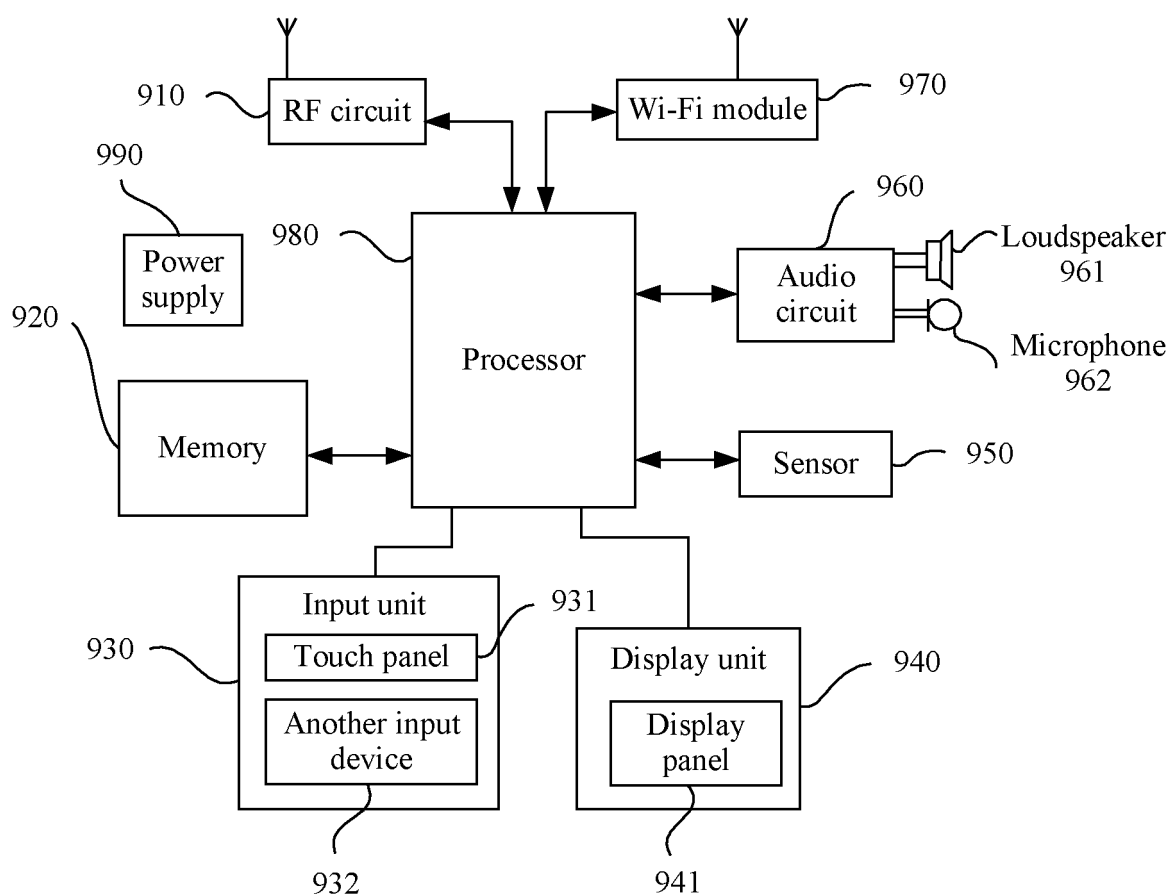 910
RF circuit
Wi-Fi module
970
990
Power
supply
980
960
Audio
circuit
Loudspeaker
961
Microphone
962
920
Memory
Processor
Sensor
950
930
Input unit
931
Touch panel
Another input
device
932
Display unit
940
Display
panel
941